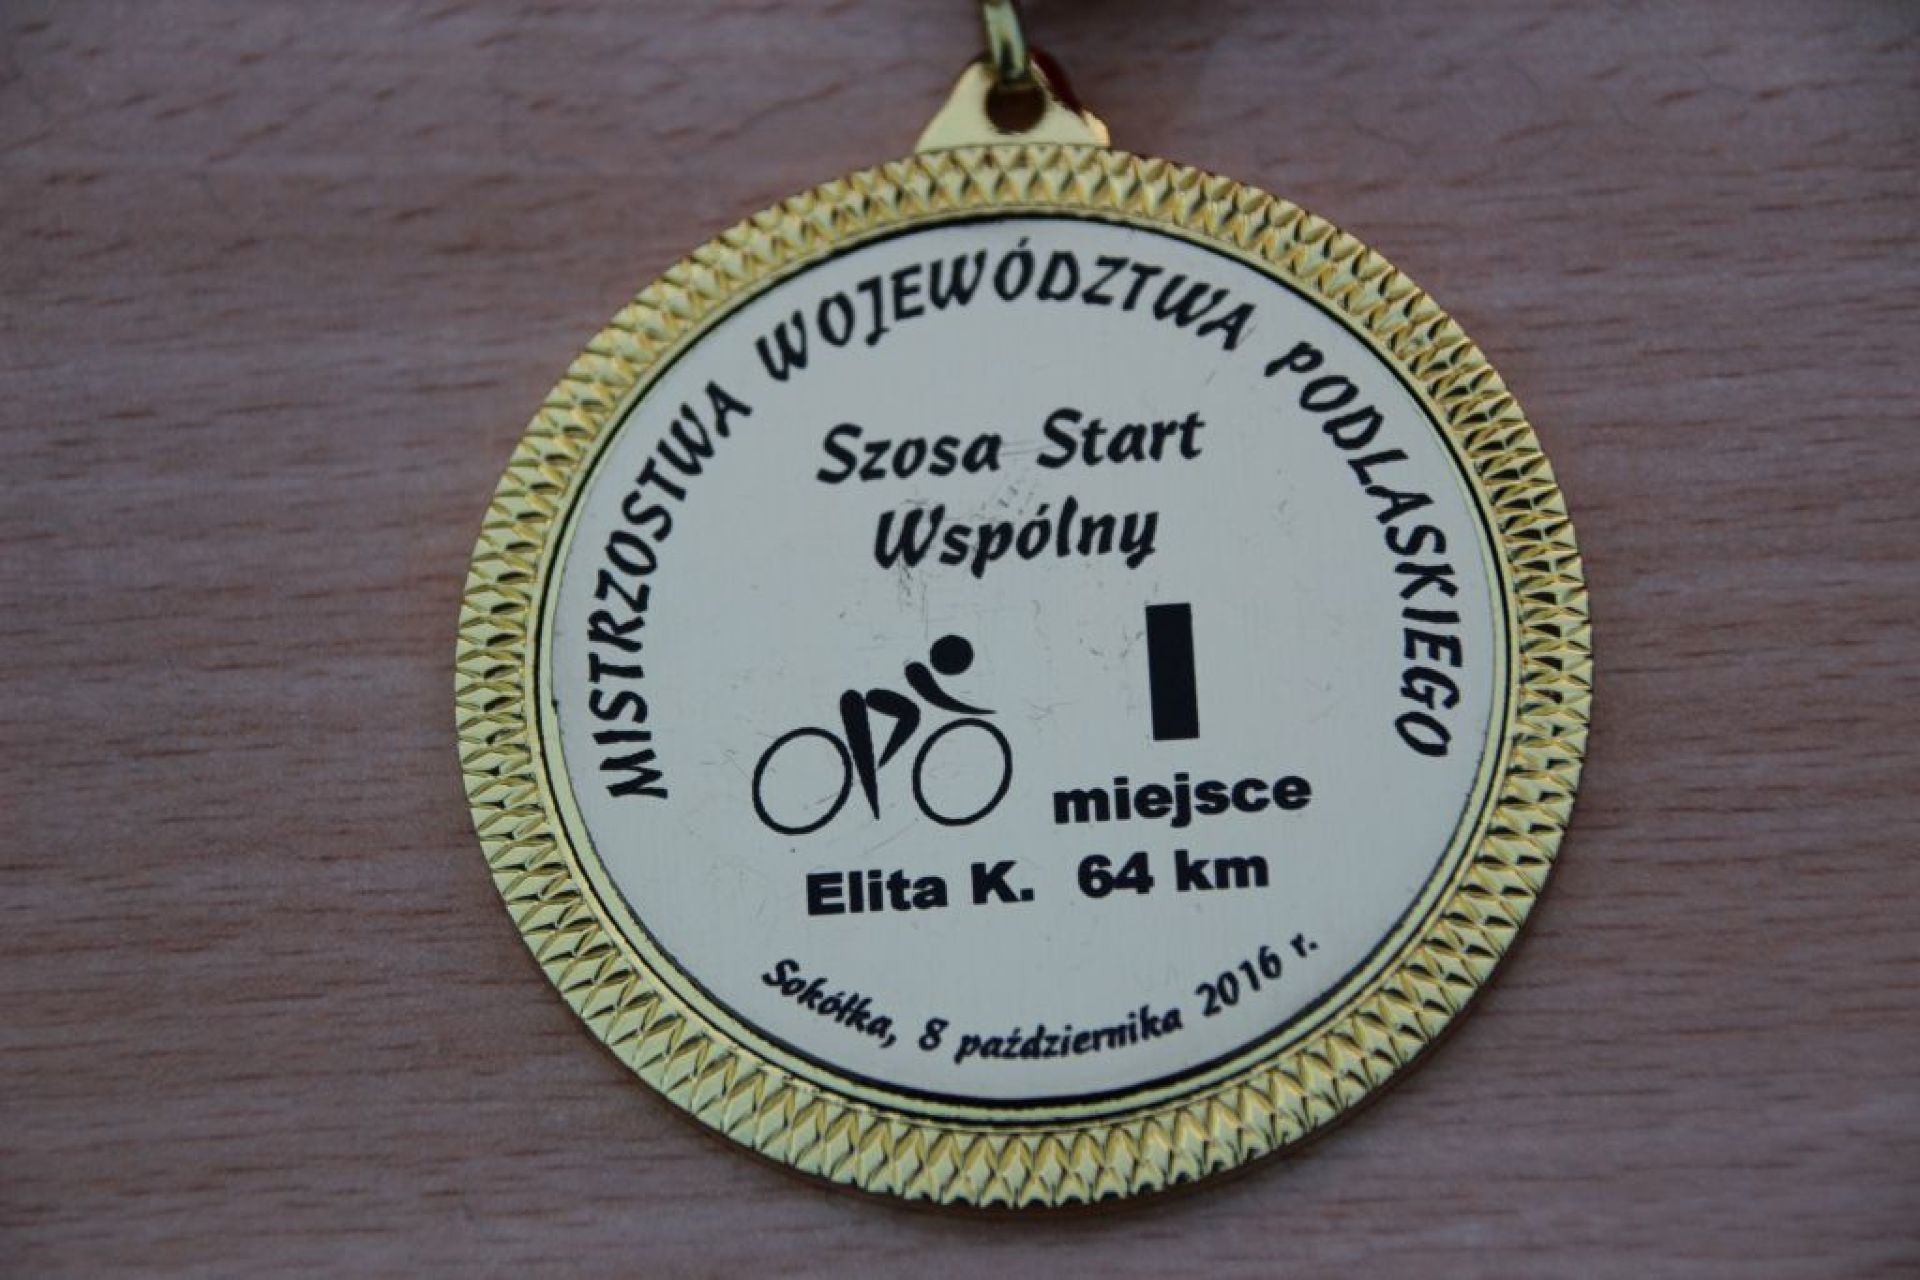 MISTRZOSTWA WOJEWÓDZTWA PODLASKIEGO
Szosa Start
Wspólny
I
miejsce
Elita K. 64 km
Sokółka, 8 października 2016 r.